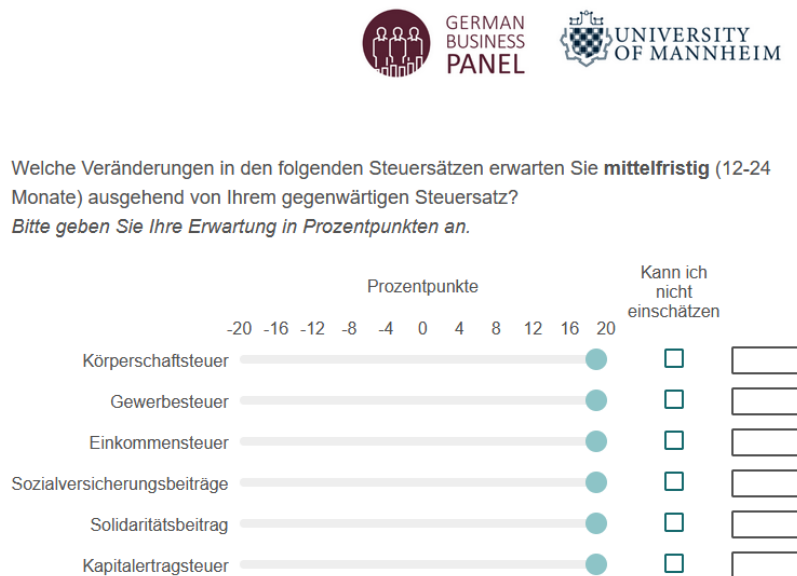 GERMAN
BUSINESS
PANEL
UNIVERSITY
OF MANNHEIM
Welche Veränderungen in den folgenden Steuersätzen erwarten Sie mittelfristig (12-24
Monate) ausgehend von Ihrem gegenwärtigen Steuersatz?
Bitte geben Sie Ihre Erwartung in Prozentpunkten an.
Prozentpunkte
Kann ich
nicht
einschätzen
-20 -16 -12 -8 -4 0 4 8 12 16 20
Körperschaftsteuer
Gewerbesteuer
Einkommensteuer
Sozialversicherungsbeiträge
Solidaritätsbeitrag
Kapitalertragsteuer